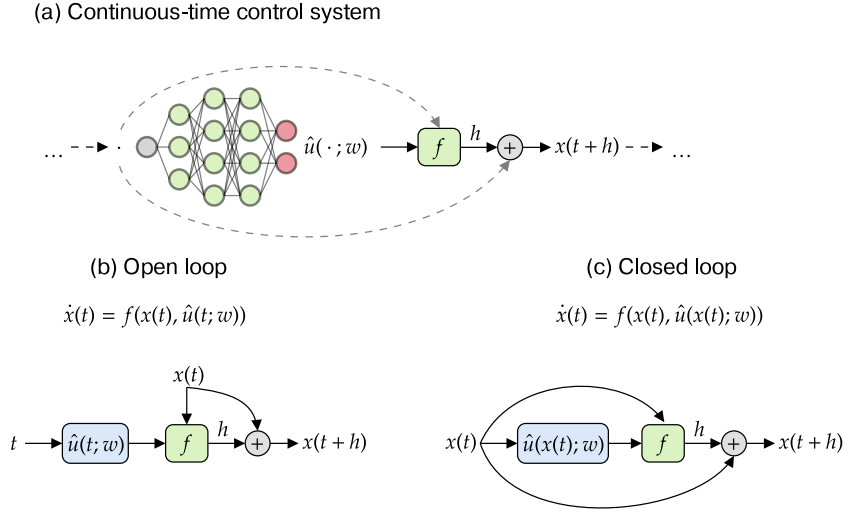 (a) Continuous-time control system
... · û( · ; w) f h + x(t + h) ...
(b) Open loop
ẋ(t) = f(x(t), û(t; w))
x(t)
t û(t; w) f h + x(t + h)
(c) Closed loop
ẋ(t) = f(x(t), û(x(t); w))
x(t) û(x(t); w) f h + x(t + h)